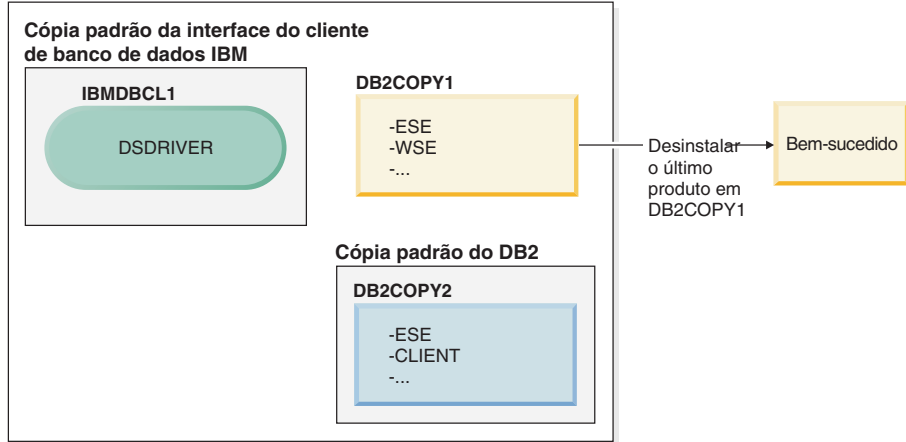 Cópia padrão da interface do cliente
de banco de dados IBM
IBMDBCL1
DSDRIVER
DB2COPY1
-ESE
-WSE
-...
Desinstalar
o último
produto em
DB2COPY1
Bem-sucedido
Cópia padrão do DB2
DB2COPY2
-ESE
-CLIENT
-...